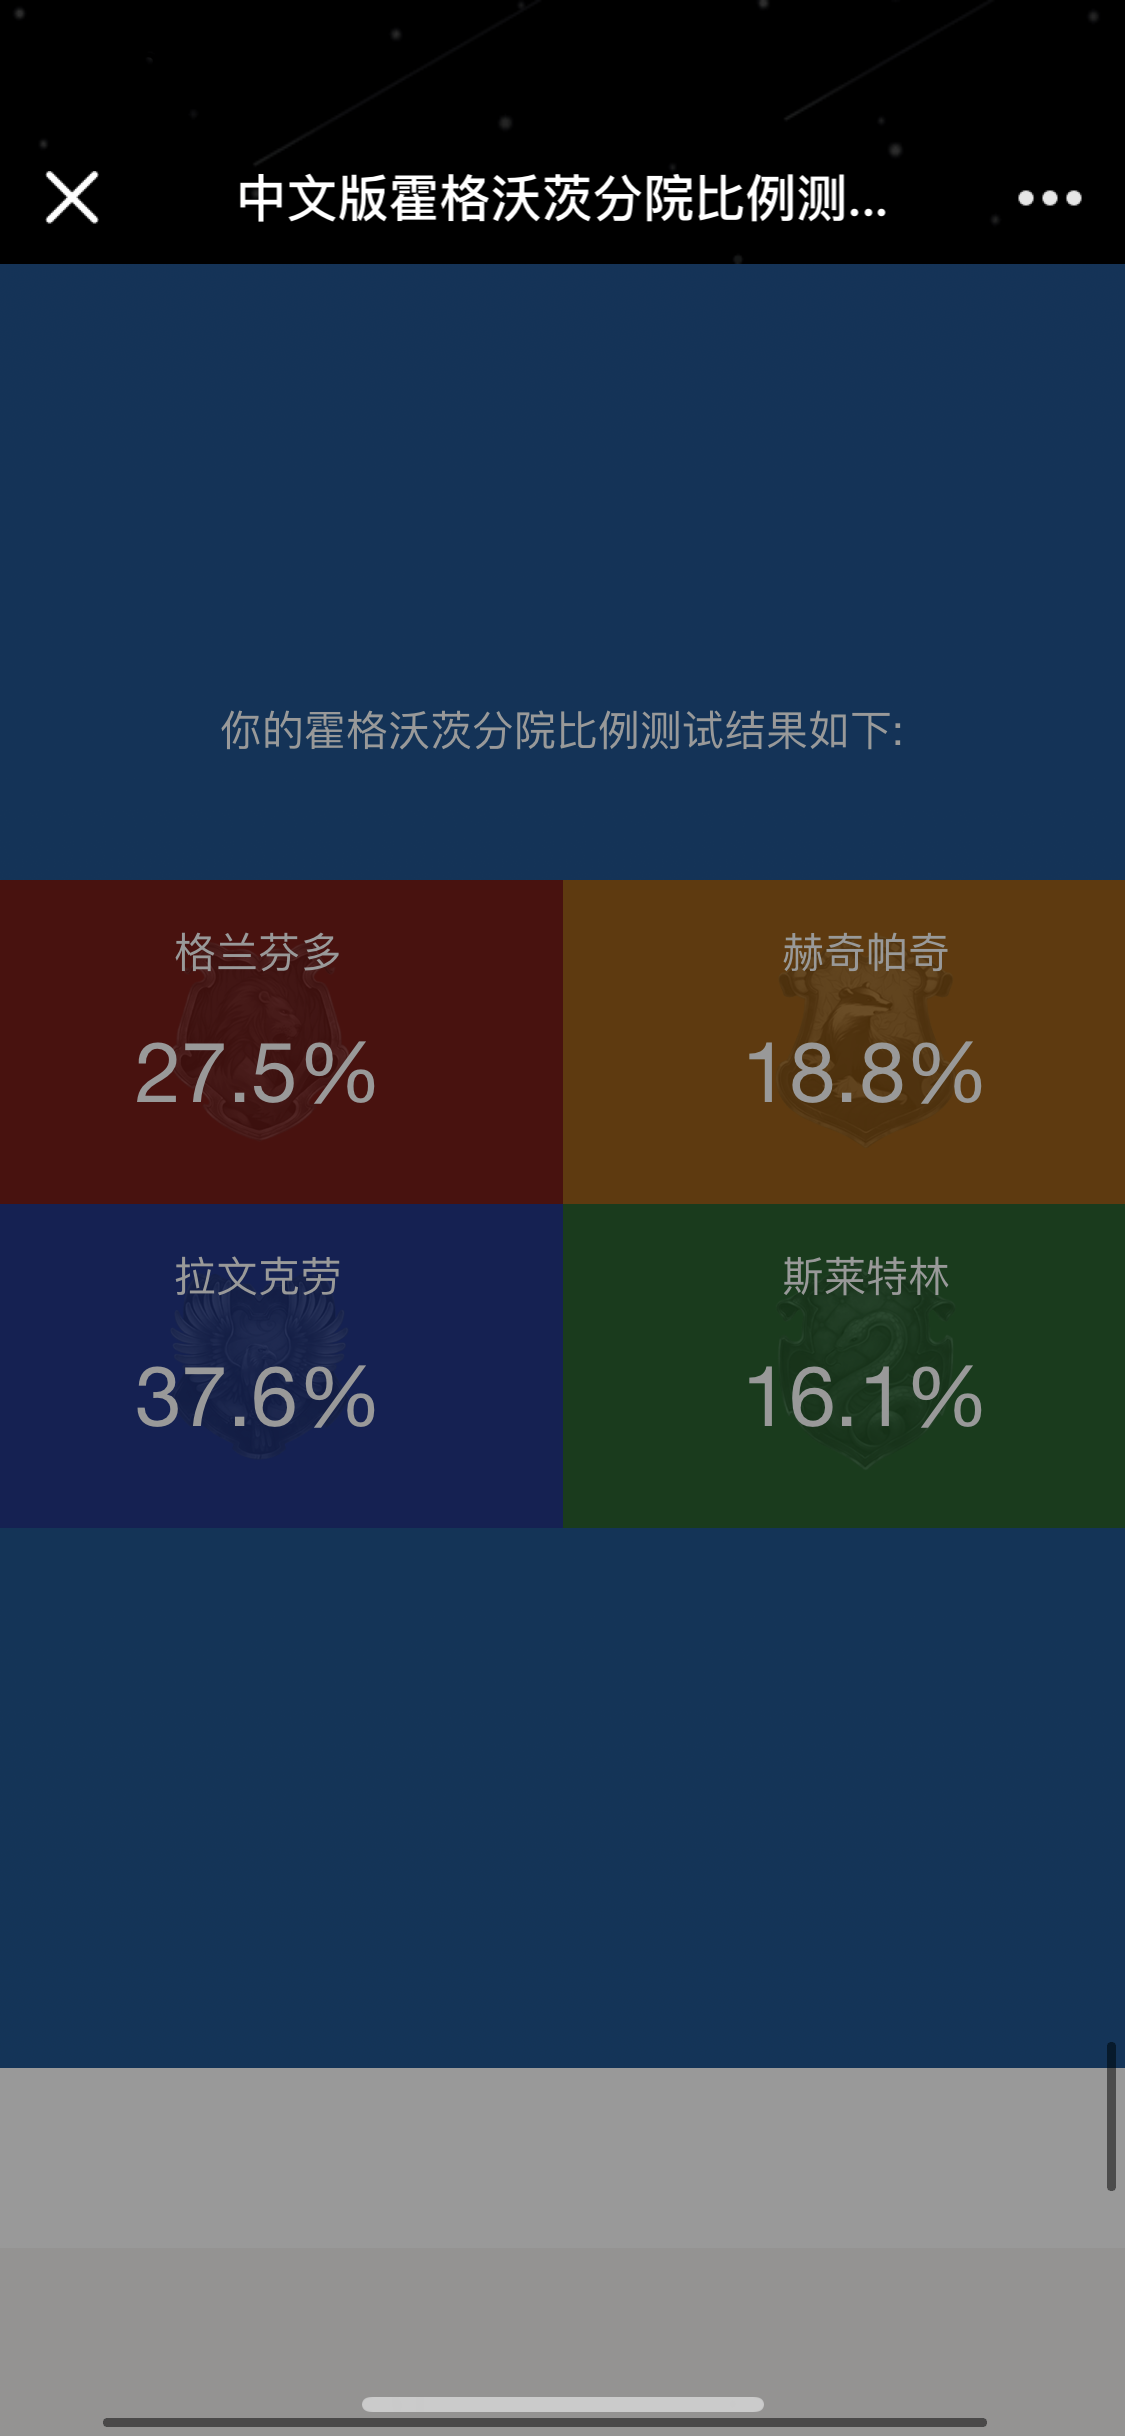 中文版霍格沃茨分院比例测...
你的霍格沃茨分院比例测试结果如下:
格兰芬多
27.5%
赫奇帕奇
18.8%
拉文克劳
37.6%
斯莱特林
16.1%